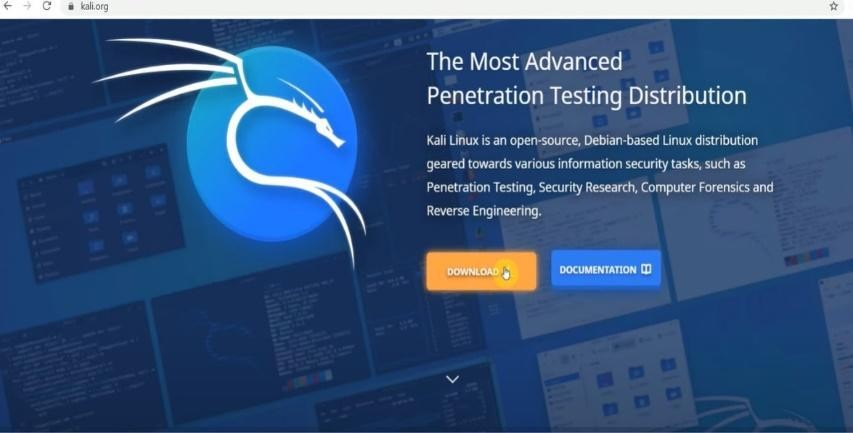 kali.org
The Most Advanced
Penetration Testing Distribution
Kali Linux is an open-source, Debian-based Linux distribution
geared towards various information security tasks, such as
Penetration Testing, Security Research, Computer Forensics and
Reverse Engineering.
DOWNLOAD
DOCUMENTATION